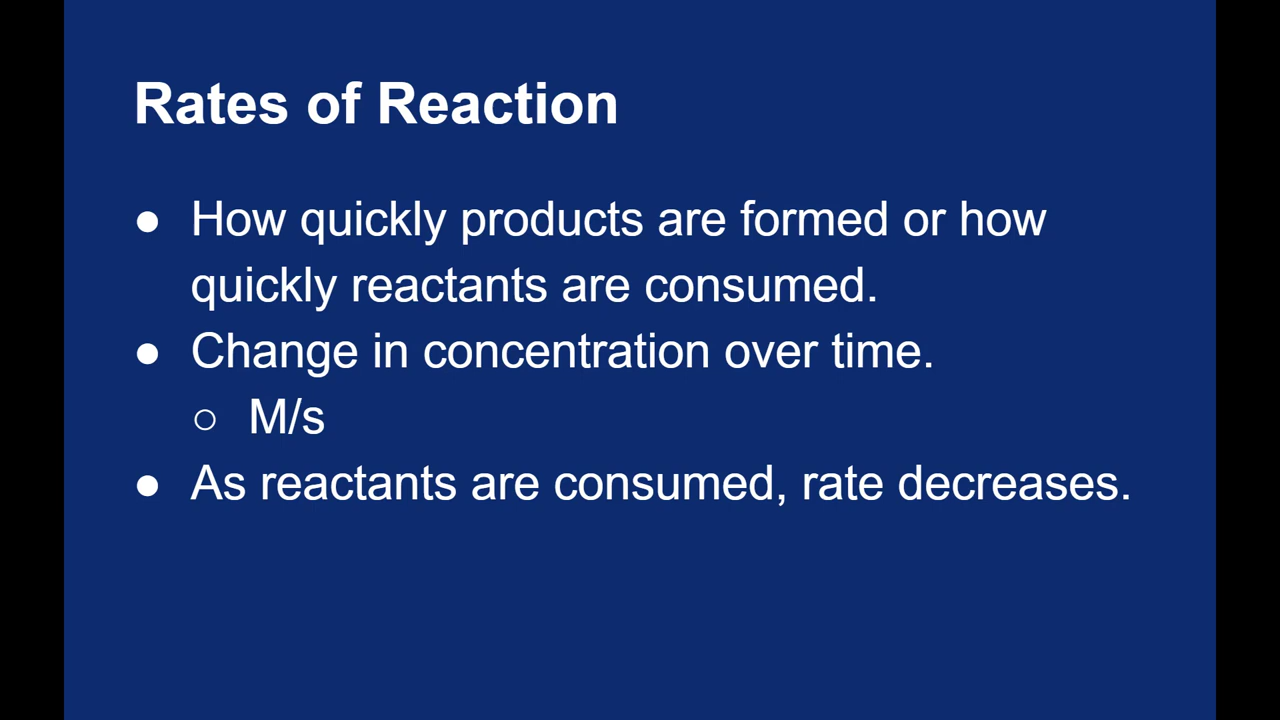 Rates of Reaction
● How quickly products are formed or how
quickly reactants are consumed.
● Change in concentration over time.
○ M/s
● As reactants are consumed, rate decreases.